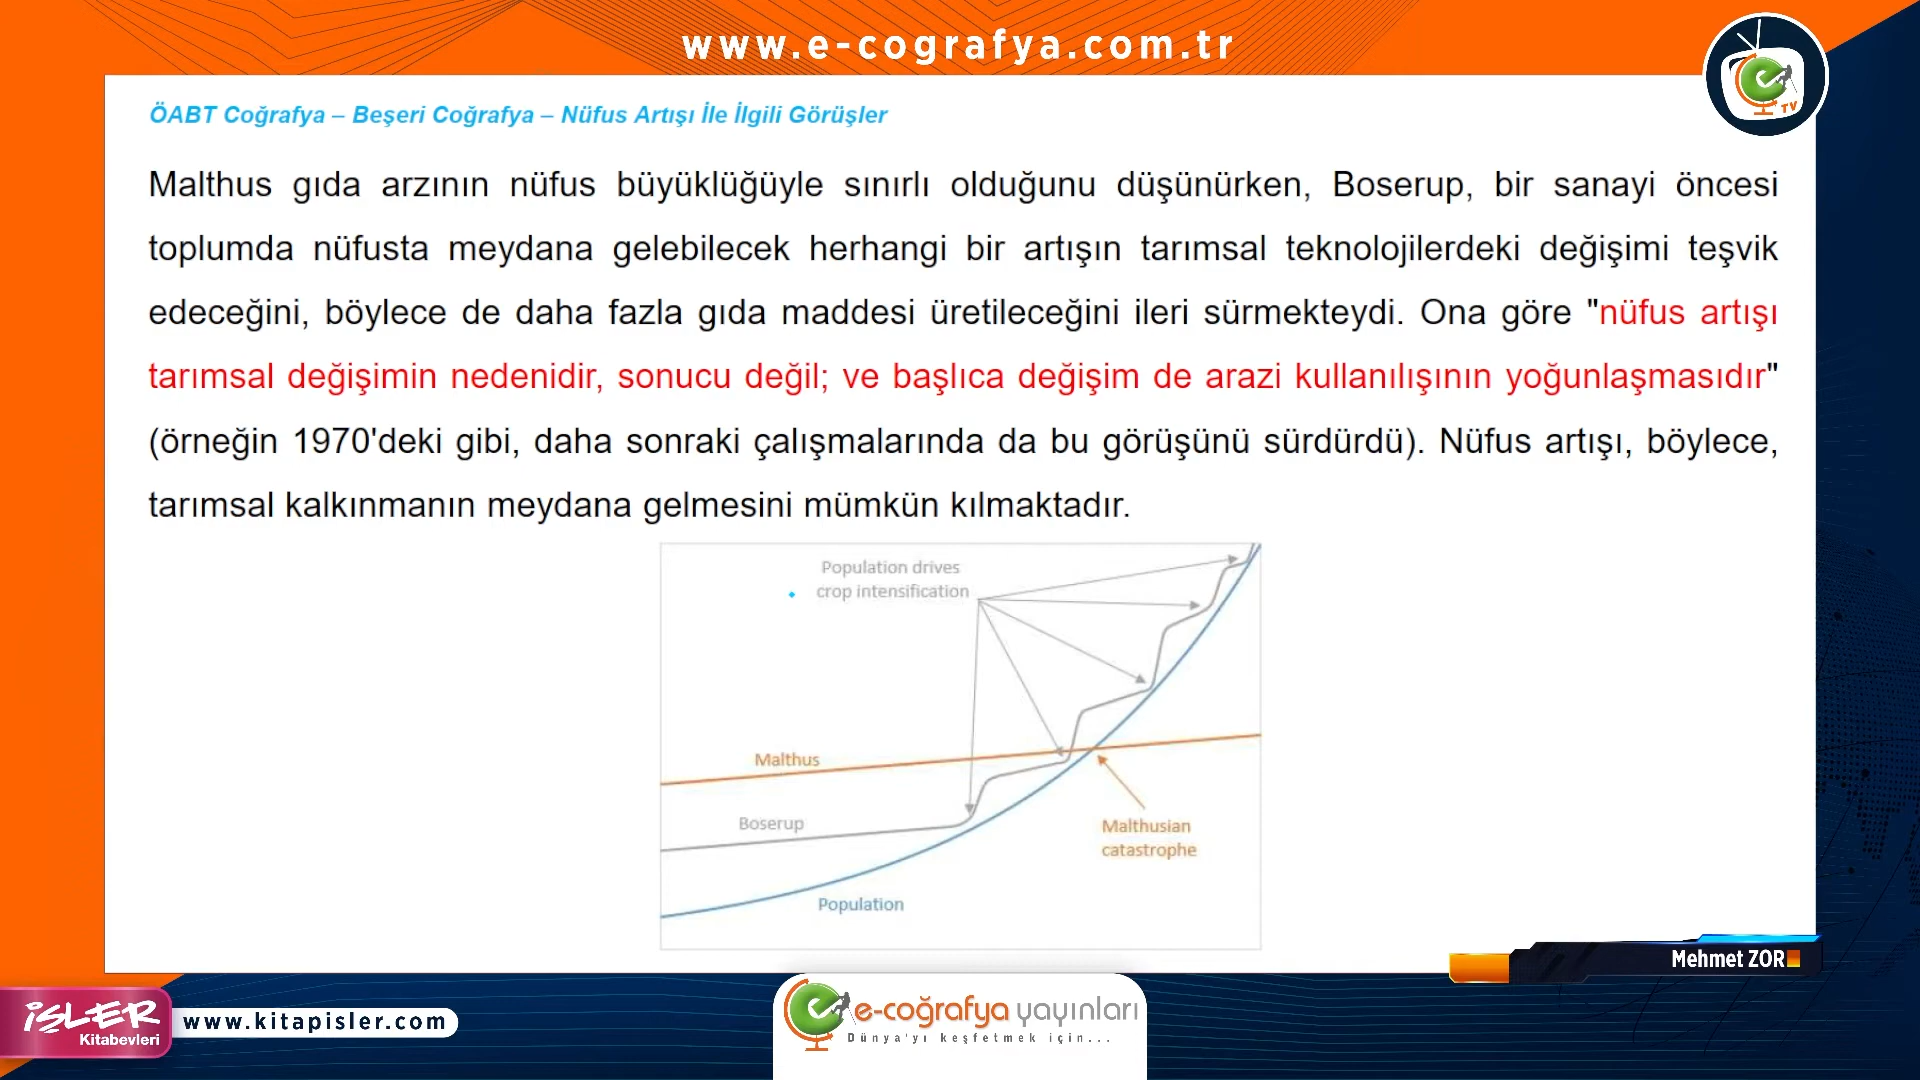 www.e-cografya.com.tr
TV
ÖABT Coğrafya – Beşeri Coğrafya – Nüfus Artışı İle İlgili Görüşler
Malthus gıda arzının nüfus büyüklüğüyle sınırlı olduğunu düşünürken, Boserup, bir sanayi öncesi
toplumda nüfusta meydana gelebilecek herhangi bir artışın tarımsal teknolojilerdeki değişimi teşvik
edeceğini, böylece de daha fazla gıda maddesi üretileceğini ileri sürmekteydi. Ona göre "nüfus artışı
tarımsal değişimin nedenidir, sonucu değil; ve başlıca değişim de arazi kullanılışının yoğunlaşmasıdır"
(örneğin 1970'deki gibi, daha sonraki çalışmalarında da bu görüşünü sürdürdü). Nüfus artışı, böylece,
tarımsal kalkınmanın meydana gelmesini mümkün kılmaktadır.
Population drives
crop intensification
Malthus
Boserup
Malthusian
catastrophe
Population
Mehmet ZOR
İŞLER
Kitabevleri
www.kitapisler.com
e-coğrafya yayınları
Dünya'yı keşfetmek için...